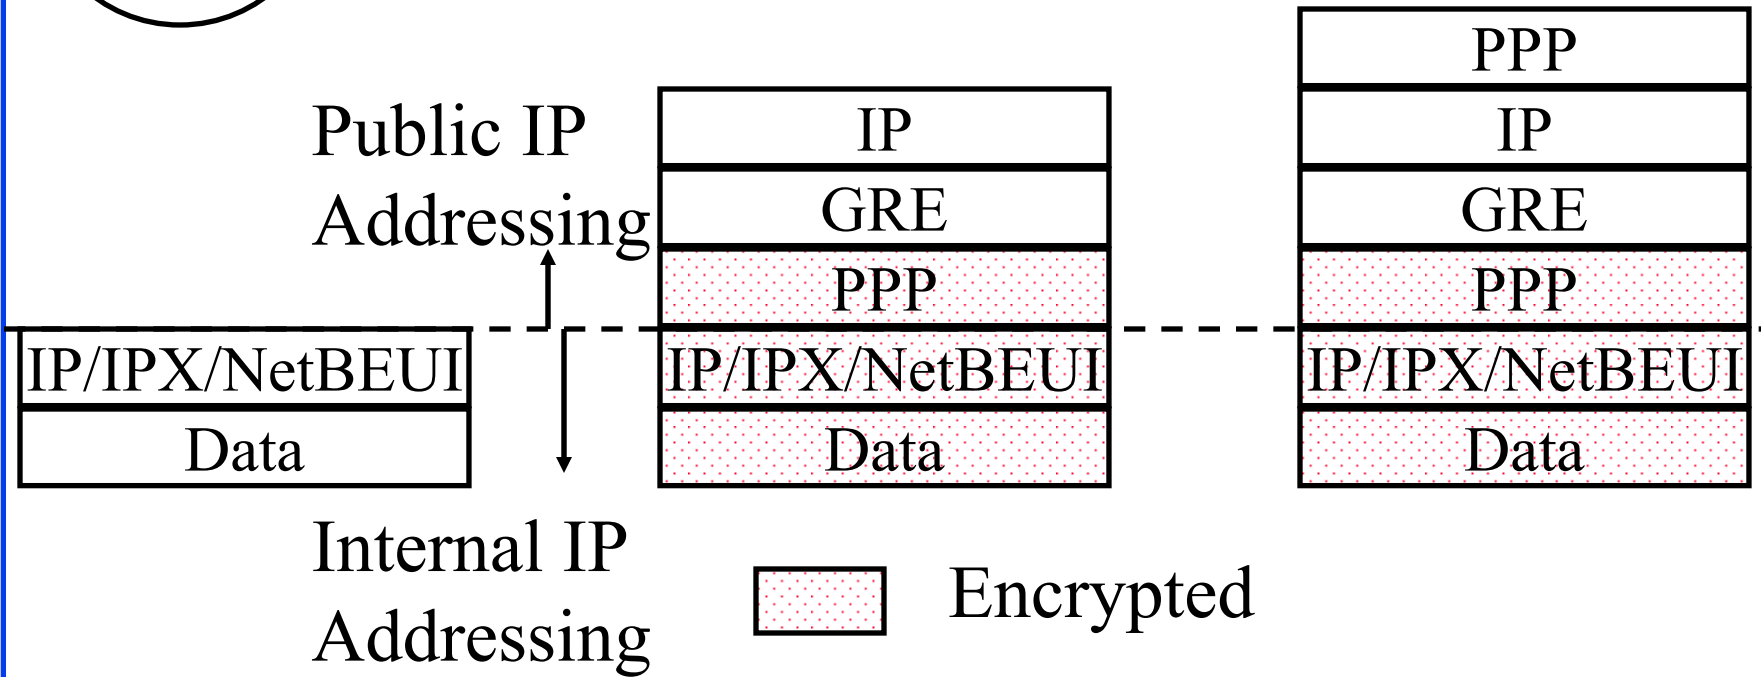 Public IP
Addressing
IP/IPX/NetBEUI
Data
Internal IP
Addressing
IP
GRE
PPP
IP/IPX/NetBEUI
Data
PPP
IP
GRE
PPP
IP/IPX/NetBEUI
Data
Encrypted